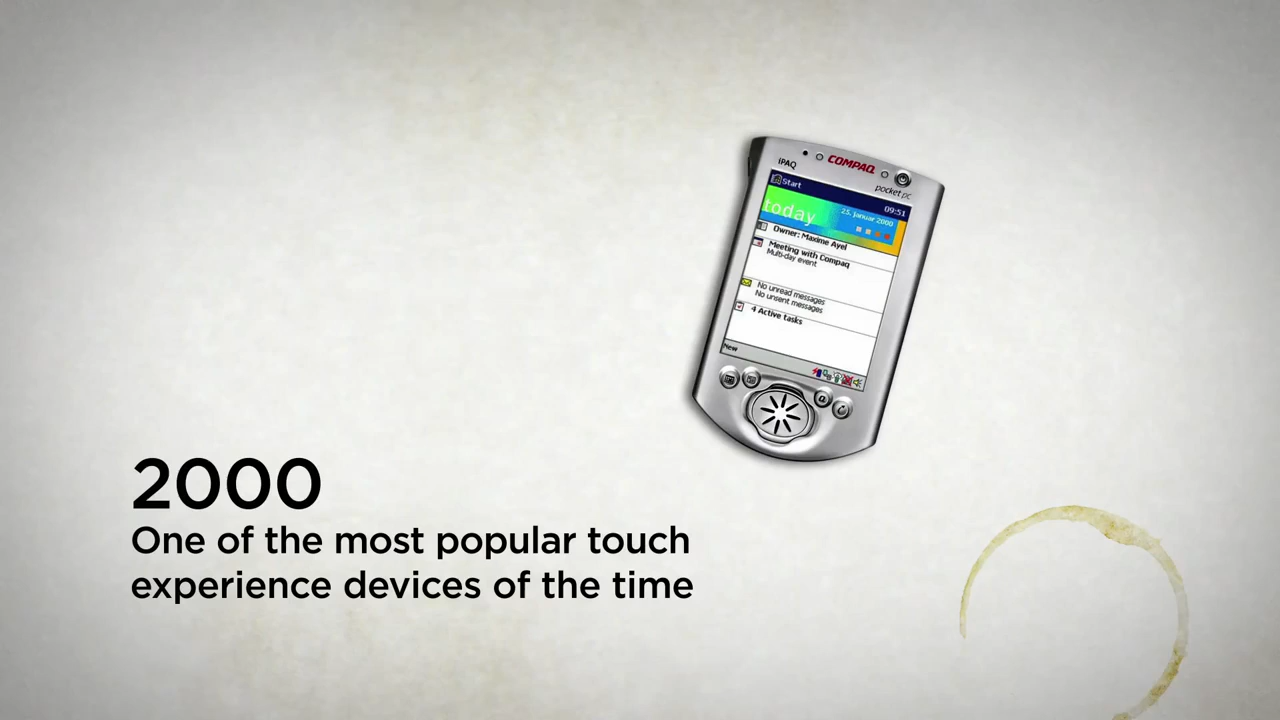 iPAQ
COMPAQ
pocket pc
Start
09:51
today
25, Januar 2000
Owner: Maxime Ayel
Meeting with Compaq
Multi-day event
No unread messages
No unsent messages
4 Active tasks
New
2000
One of the most popular touch
experience devices of the time